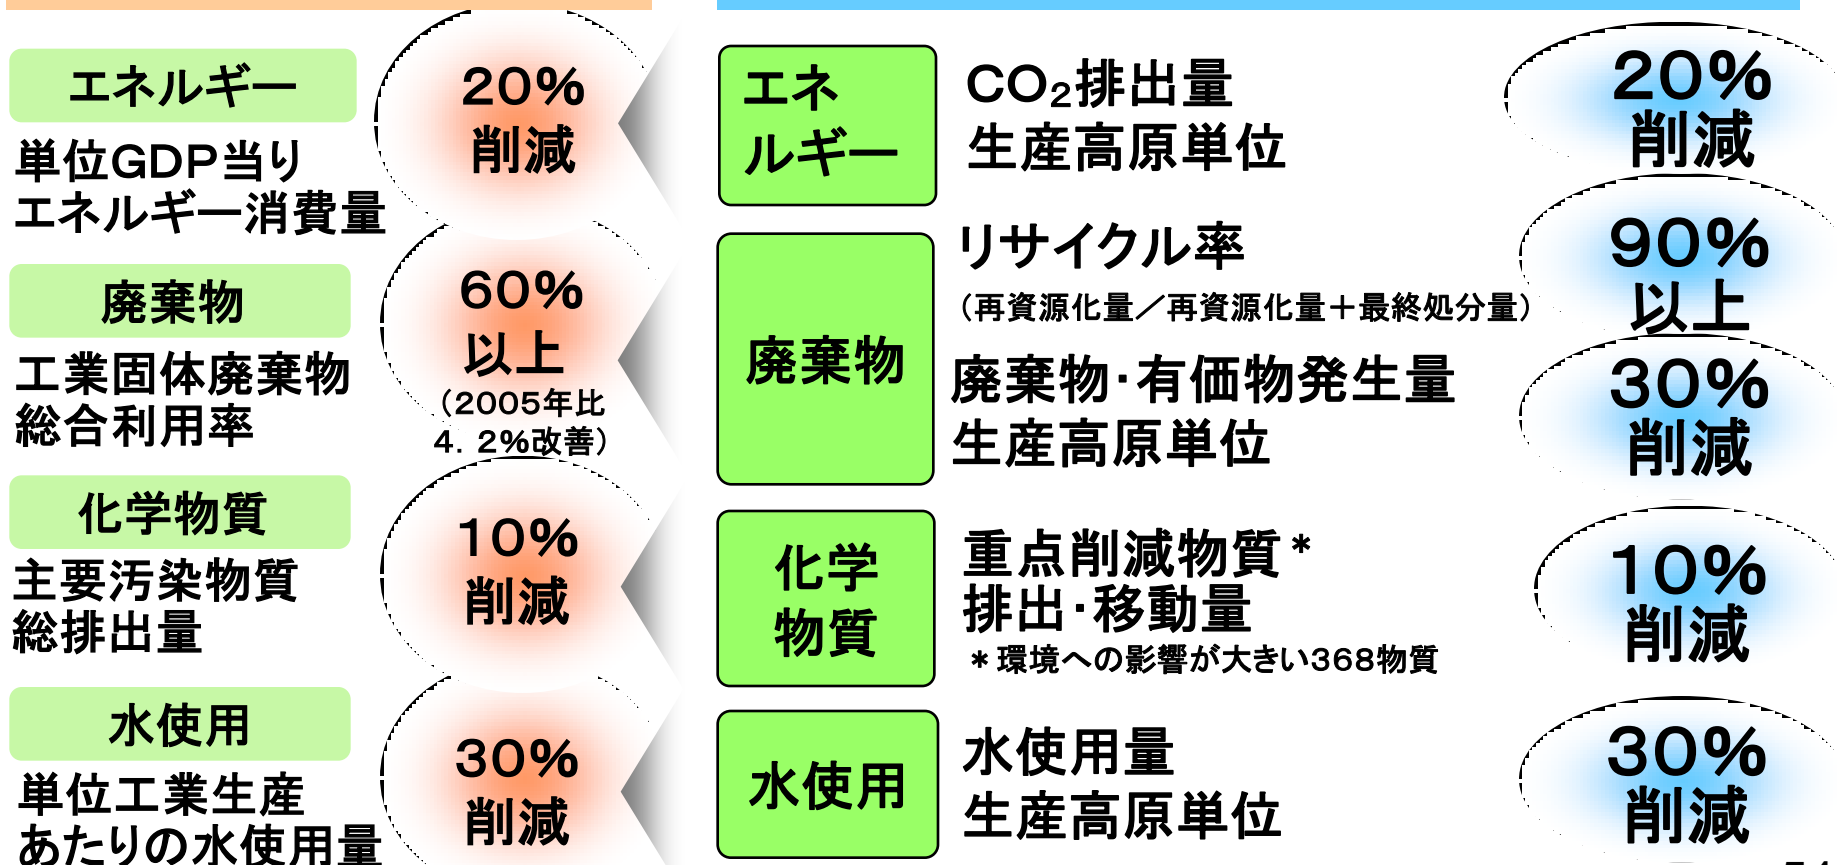 エネルギー
単位GDP当り
エネルギー消費量
20%
削減
廃棄物
工業固体廃棄物
総合利用率
60%
以上
(2005年比
4. 2%改善)
化学物質
主要汚染物質
総排出量
10%
削減
水使用
単位工業生産
あたりの水使用量
30%
削減
エネ
ルギー
CO₂排出量
生産高原単位
20%
削減
廃棄物
リサイクル率
(再資源化量／再資源化量＋最終処分量)
90%
以上
廃棄物・有価物発生量
生産高原単位
30%
削減
化学
物質
重点削減物質*
排出・移動量
*環境への影響が大きい368物質
10%
削減
水使用
水使用量
生産高原単位
30%
削減